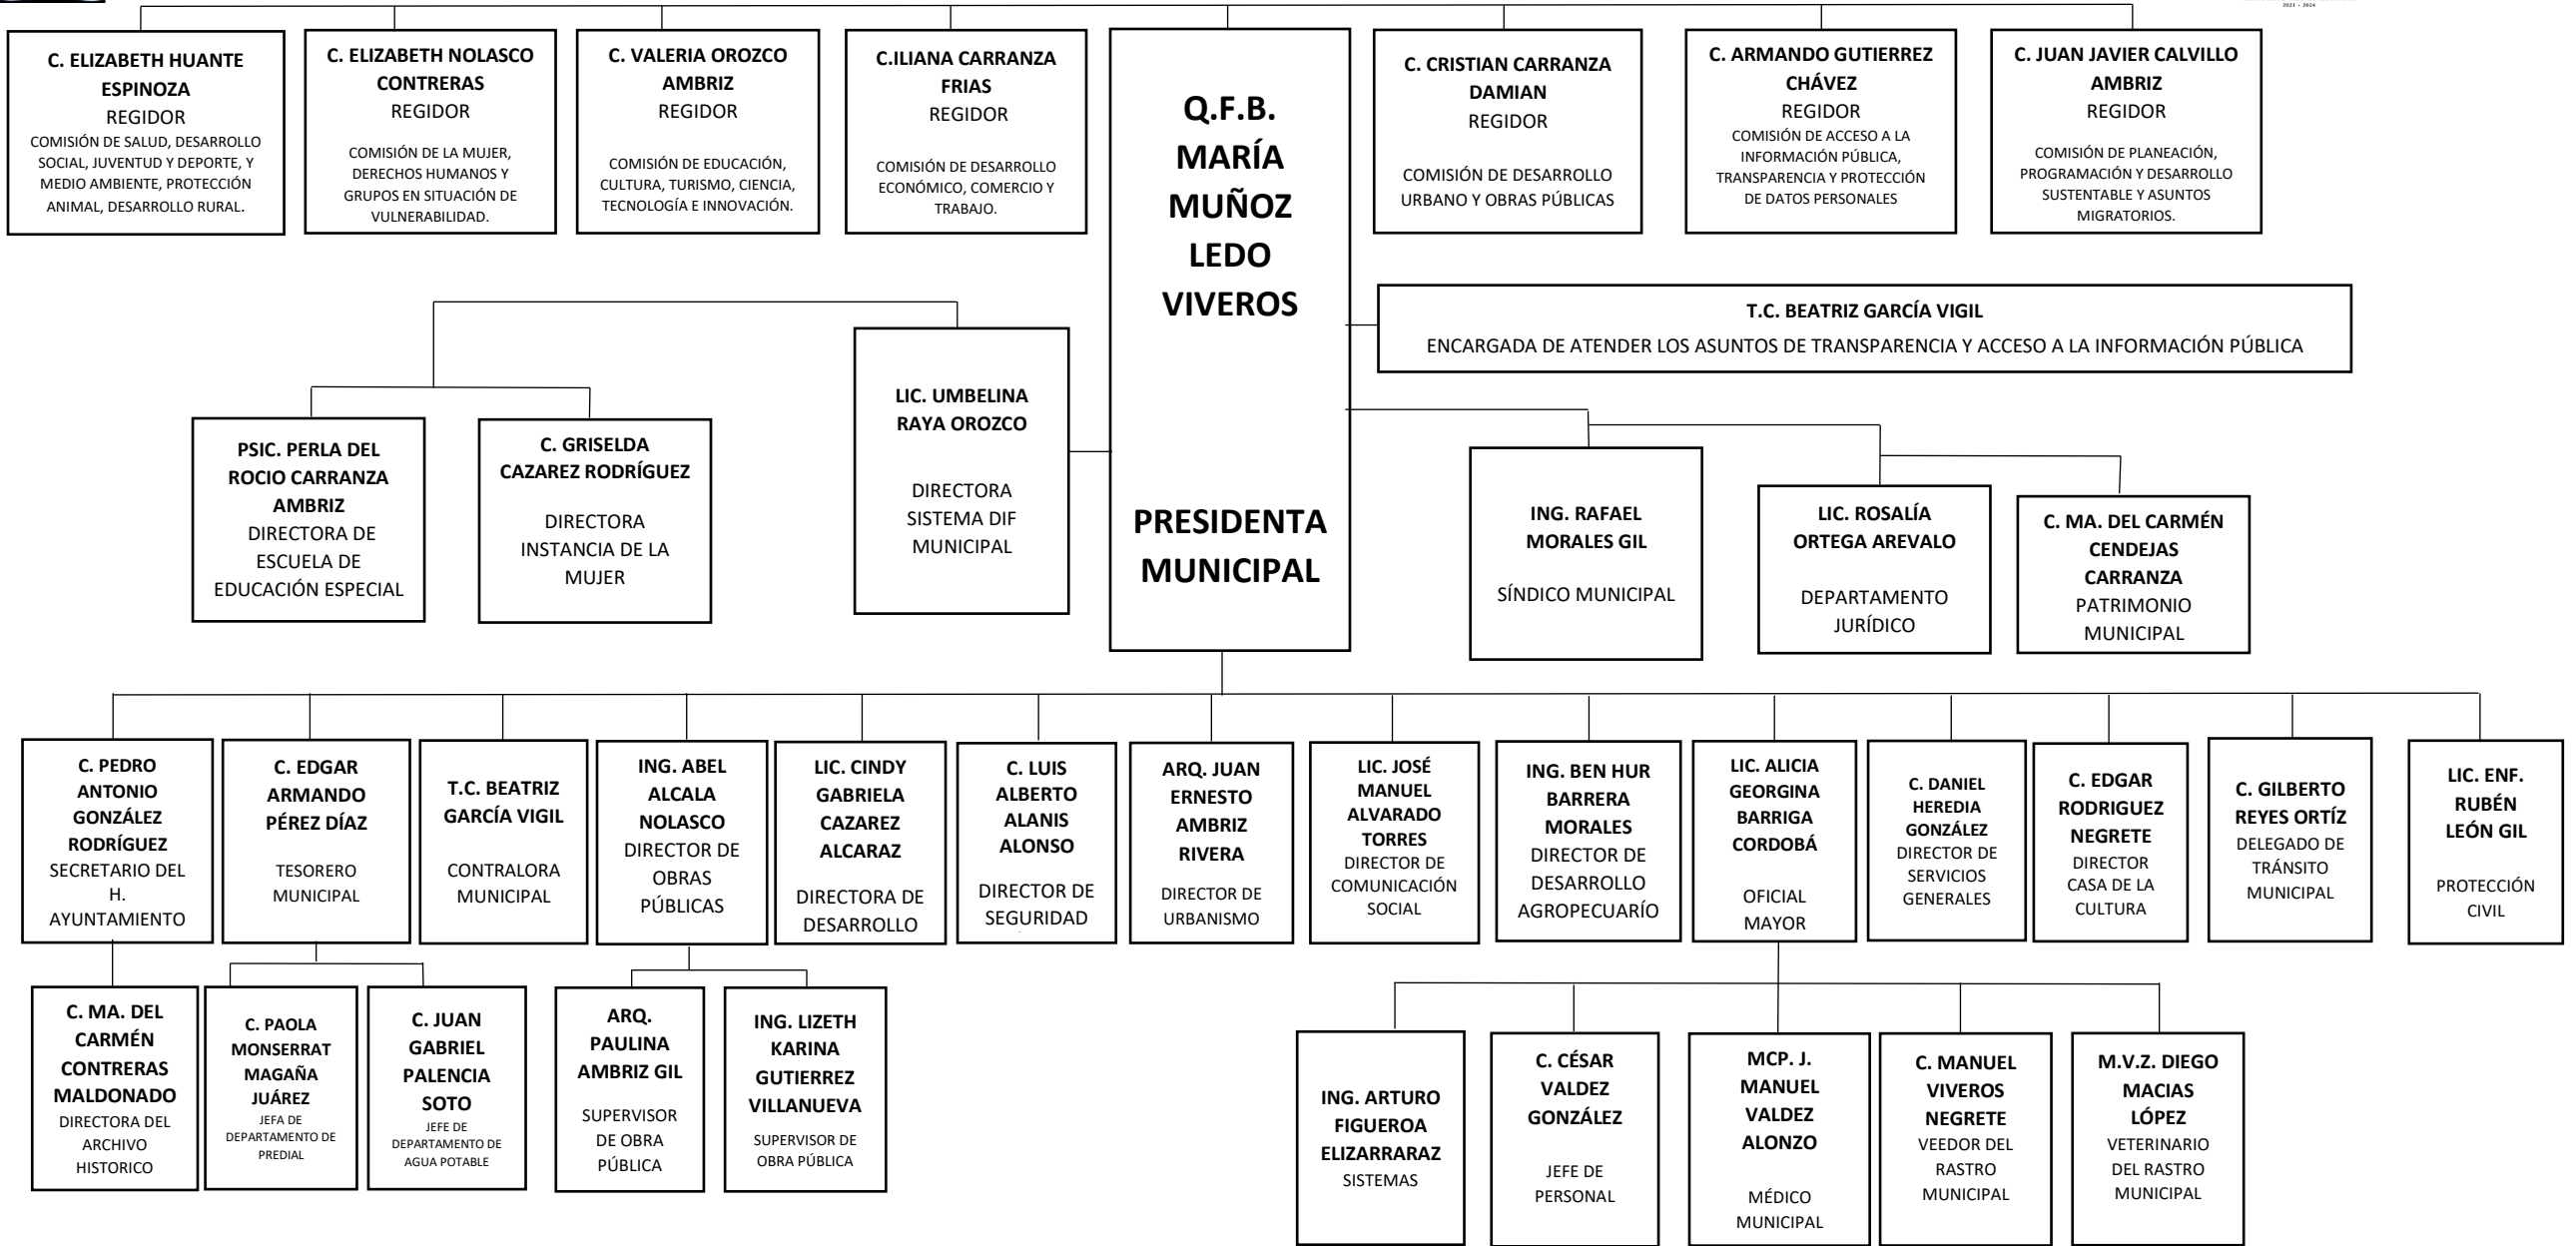 2021 – 2024
C. ELIZABETH HUANTE
ESPINOZA
REGIDOR
COMISIÓN DE SALUD, DESARROLLO
SOCIAL, JUVENTUD Y DEPORTE, Y
MEDIO AMBIENTE, PROTECCIÓN
ANIMAL, DESARROLLO RURAL.
C. ELIZABETH NOLASCO
CONTRERAS
REGIDOR
COMISIÓN DE LA MUJER,
DERECHOS HUMANOS Y
GRUPOS EN SITUACIÓN DE
VULNERABILIDAD.
C. VALERIA OROZCO
AMBRIZ
REGIDOR
COMISIÓN DE EDUCACIÓN,
CULTURA, TURISMO, CIENCIA,
TECNOLOGÍA E INNOVACIÓN.
C.ILIANA CARRANZA
FRIAS
REGIDOR
COMISIÓN DE DESARROLLO
ECONÓMICO, COMERCIO Y
TRABAJO.
Q.F.B.
MARÍA
MUÑOZ
LEDO
VIVEROS
PRESIDENTA
MUNICIPAL
C. CRISTIAN CARRANZA
DAMIAN
REGIDOR
COMISIÓN DE DESARROLLO
URBANO Y OBRAS PÚBLICAS
C. ARMANDO GUTIERREZ
CHÁVEZ
REGIDOR
COMISIÓN DE ACCESO A LA
INFORMACIÓN PÚBLICA,
TRANSPARENCIA Y PROTECCIÓN
DE DATOS PERSONALES
C. JUAN JAVIER CALVILLO
AMBRIZ
REGIDOR
COMISIÓN DE PLANEACIÓN,
PROGRAMACIÓN Y DESARROLLO
SUSTENTABLE Y ASUNTOS
MIGRATORIOS.
T.C. BEATRIZ GARCÍA VIGIL
ENCARGADA DE ATENDER LOS ASUNTOS DE TRANSPARENCIA Y ACCESO A LA INFORMACIÓN PÚBLICA
PSIC. PERLA DEL
ROCIO CARRANZA
AMBRIZ
DIRECTORA DE
ESCUELA DE
EDUCACIÓN ESPECIAL
C. GRISELDA
CAZAREZ RODRÍGUEZ
DIRECTORA
INSTANCIA DE LA
MUJER
LIC. UMBELINA
RAYA OROZCO
DIRECTORA
SISTEMA DIF
MUNICIPAL
ING. RAFAEL
MORALES GIL
SÍNDICO MUNICIPAL
LIC. ROSALÍA
ORTEGA AREVALO
DEPARTAMENTO
JURÍDICO
C. MA. DEL CARMÉN
CENDEJAS
CARRANZA
PATRIMONIO
MUNICIPAL
C. PEDRO
ANTONIO
GONZÁLEZ
RODRÍGUEZ
SECRETARIO DEL
H.
AYUNTAMIENTO
C. EDGAR
ARMANDO
PÉREZ DÍAZ
TESORERO
MUNICIPAL
T.C. BEATRIZ
GARCÍA VIGIL
CONTRALORA
MUNICIPAL
ING. ABEL
ALCALA
NOLASCO
DIRECTOR DE
OBRAS
PÚBLICAS
LIC. CINDY
GABRIELA
CAZAREZ
ALCARAZ
DIRECTORA DE
DESARROLLO
C. LUIS
ALBERTO
ALANIS
ALONSO
DIRECTOR DE
SEGURIDAD
ARQ. JUAN
ERNESTO
AMBRIZ
RIVERA
DIRECTOR DE
URBANISMO
LIC. JOSÉ
MANUEL
ALVARADO
TORRES
DIRECTOR DE
COMUNICACIÓN
SOCIAL
ING. BEN HUR
BARRERA
MORALES
DIRECTOR DE
DESARROLLO
AGROPECUARÍO
LIC. ALICIA
GEORGINA
BARRIGA
CORDOBÁ
OFICIAL
MAYOR
C. DANIEL
HEREDIA
GONZÁLEZ
DIRECTOR DE
SERVICIOS
GENERALES
C. EDGAR
RODRIGUEZ
NEGRETE
DIRECTOR
CASA DE LA
CULTURA
C. GILBERTO
REYES ORTÍZ
DELEGADO DE
TRÁNSITO
MUNICIPAL
LIC. ENF.
RUBÉN
LEÓN GIL
PROTECCIÓN
CIVIL
C. MA. DEL
CARMÉN
CONTRERAS
MALDONADO
DIRECTORA DEL
ARCHIVO
HISTORICO
C. PAOLA
MONSERRAT
MAGAÑA
JUÁREZ
JEFA DE
DEPARTAMENTO DE
PREDIAL
C. JUAN
GABRIEL
PALENCIA
SOTO
JEFE DE
DEPARTAMENTO DE
AGUA POTABLE
ARQ.
PAULINA
AMBRIZ GIL
SUPERVISOR
DE OBRA
PÚBLICA
ING. LIZETH
KARINA
GUTIERREZ
VILLANUEVA
SUPERVISOR DE
OBRA PÚBLICA
ING. ARTURO
FIGUEROA
ELIZARRARAZ
SISTEMAS
C. CÉSAR
VALDEZ
GONZÁLEZ
JEFE DE
PERSONAL
MCP. J.
MANUEL
VALDEZ
ALONZO
MÉDICO
MUNICIPAL
C. MANUEL
VIVEROS
NEGRETE
VEEDOR DEL
RASTRO
MUNICIPAL
M.V.Z. DIEGO
MACIAS
LÓPEZ
VETERINARIO
DEL RASTRO
MUNICIPAL